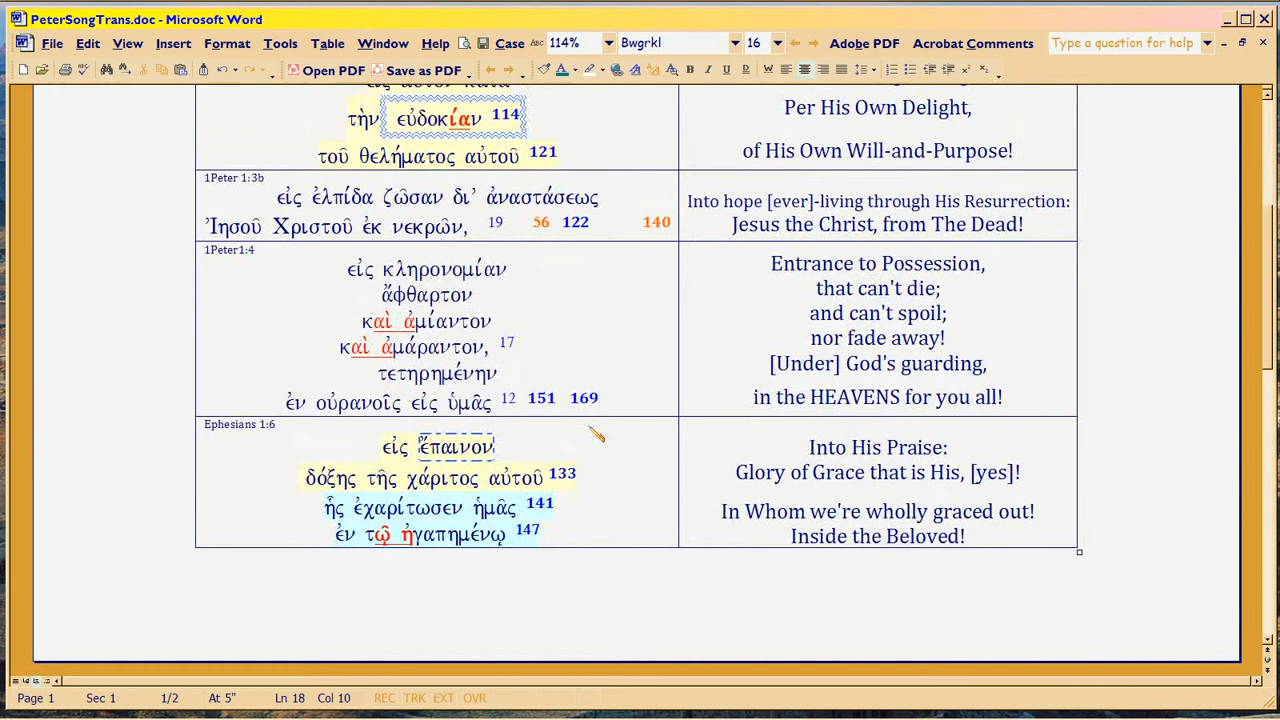 PeterSongTrans.doc - Microsoft Word
File Edit View Insert Format Tools Table Window Help Case 114% Bwgrkl 16 Adobe PDF Acrobat Comments Type a question for help
Open PDF Save as PDF B I U
τὴν εὐδοκίαν 114
τοῦ θελήματος αὐτοῦ 121
Per His Own Delight,
of His Own Will-and-Purpose!
1Peter 1:3b
εἰς ἐλπίδα ζῶσαν δι’ ἀναστάσεως
Ἰησοῦ Χριστοῦ ἐκ νεκρῶν, 19 56 122 140
Into hope [ever]-living through His Resurrection:
Jesus the Christ, from The Dead!
1Peter1:4
εἰς κληρονομίαν
ἄφθαρτον
καὶ ἀμίαντον
καὶ ἀμάραντον, 17
τετηρημένην
ἐν οὐρανοῖς εἰς ὑμᾶς 12 151 169
Entrance to Possession,
that can't die;
and can't spoil;
nor fade away!
[Under] God's guarding,
in the HEAVENS for you all!
Ephesians 1:6
εἰς ἔπαινον
δόξης τῆς χάριτος αὐτοῦ 133
ἧς ἐχαρίτωσεν ἡμᾶς 141
ἐν τῷ ἠγαπημένῳ 147
Into His Praise:
Glory of Grace that is His, [yes]!
In Whom we're wholly graced out!
Inside the Beloved!
Page 1 Sec 1 1/2 At 5" Ln 18 Col 10 REC TRK EXT OVR